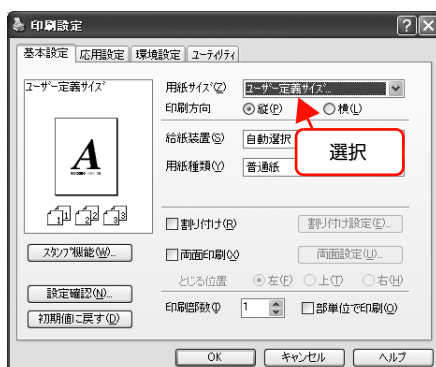 印刷設定
基本設定 応用設定 環境設定 ユーティリティ
ユーザー定義サイズ
用紙サイズ(Z) ユーザー定義サイズ...
印刷方向 縦(P) 横(L)
給紙装置(S) 自動選択
選択
用紙種類(Y) 普通紙
A
1 1 2 2 3 3
割り付け(R) 割り付け設定(E)...
スタンプ機能(W)... 両面印刷(X) 両面設定(U)...
とじる位置 左(F) 上(T) 右(H)
設定確認(N)...
印刷部数(I) 1 部単位で印刷(O)
初期値に戻す(D)
OK キャンセル ヘルプ